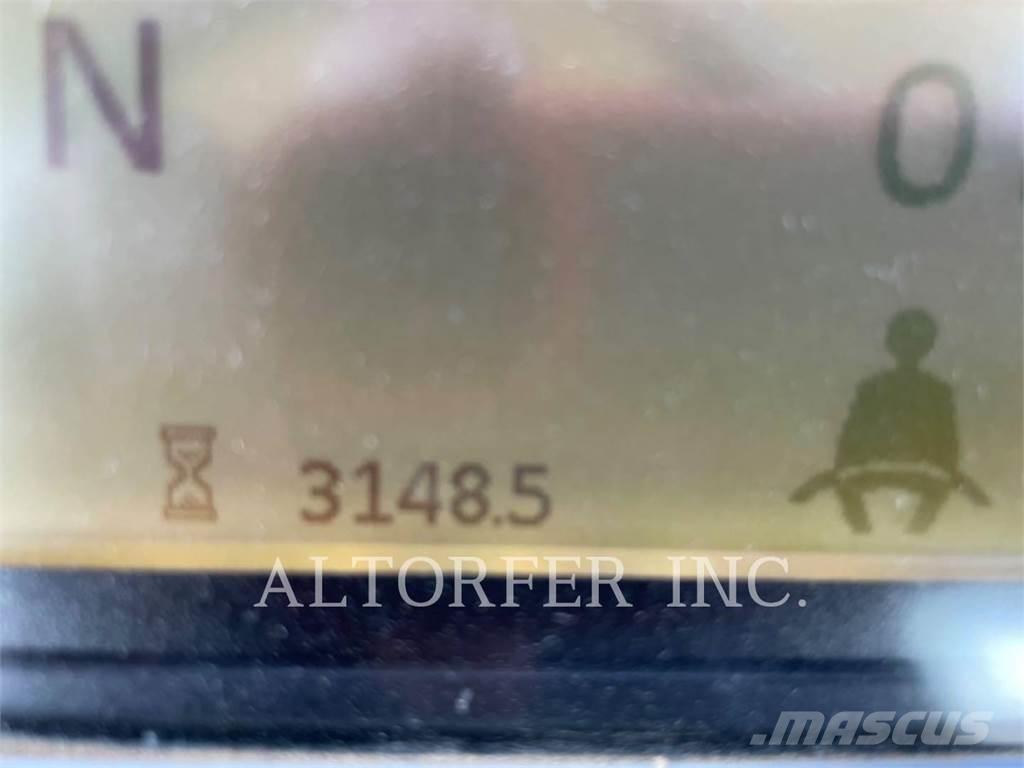 N 0
3148.5
ALTORFER INC.
MASCUS